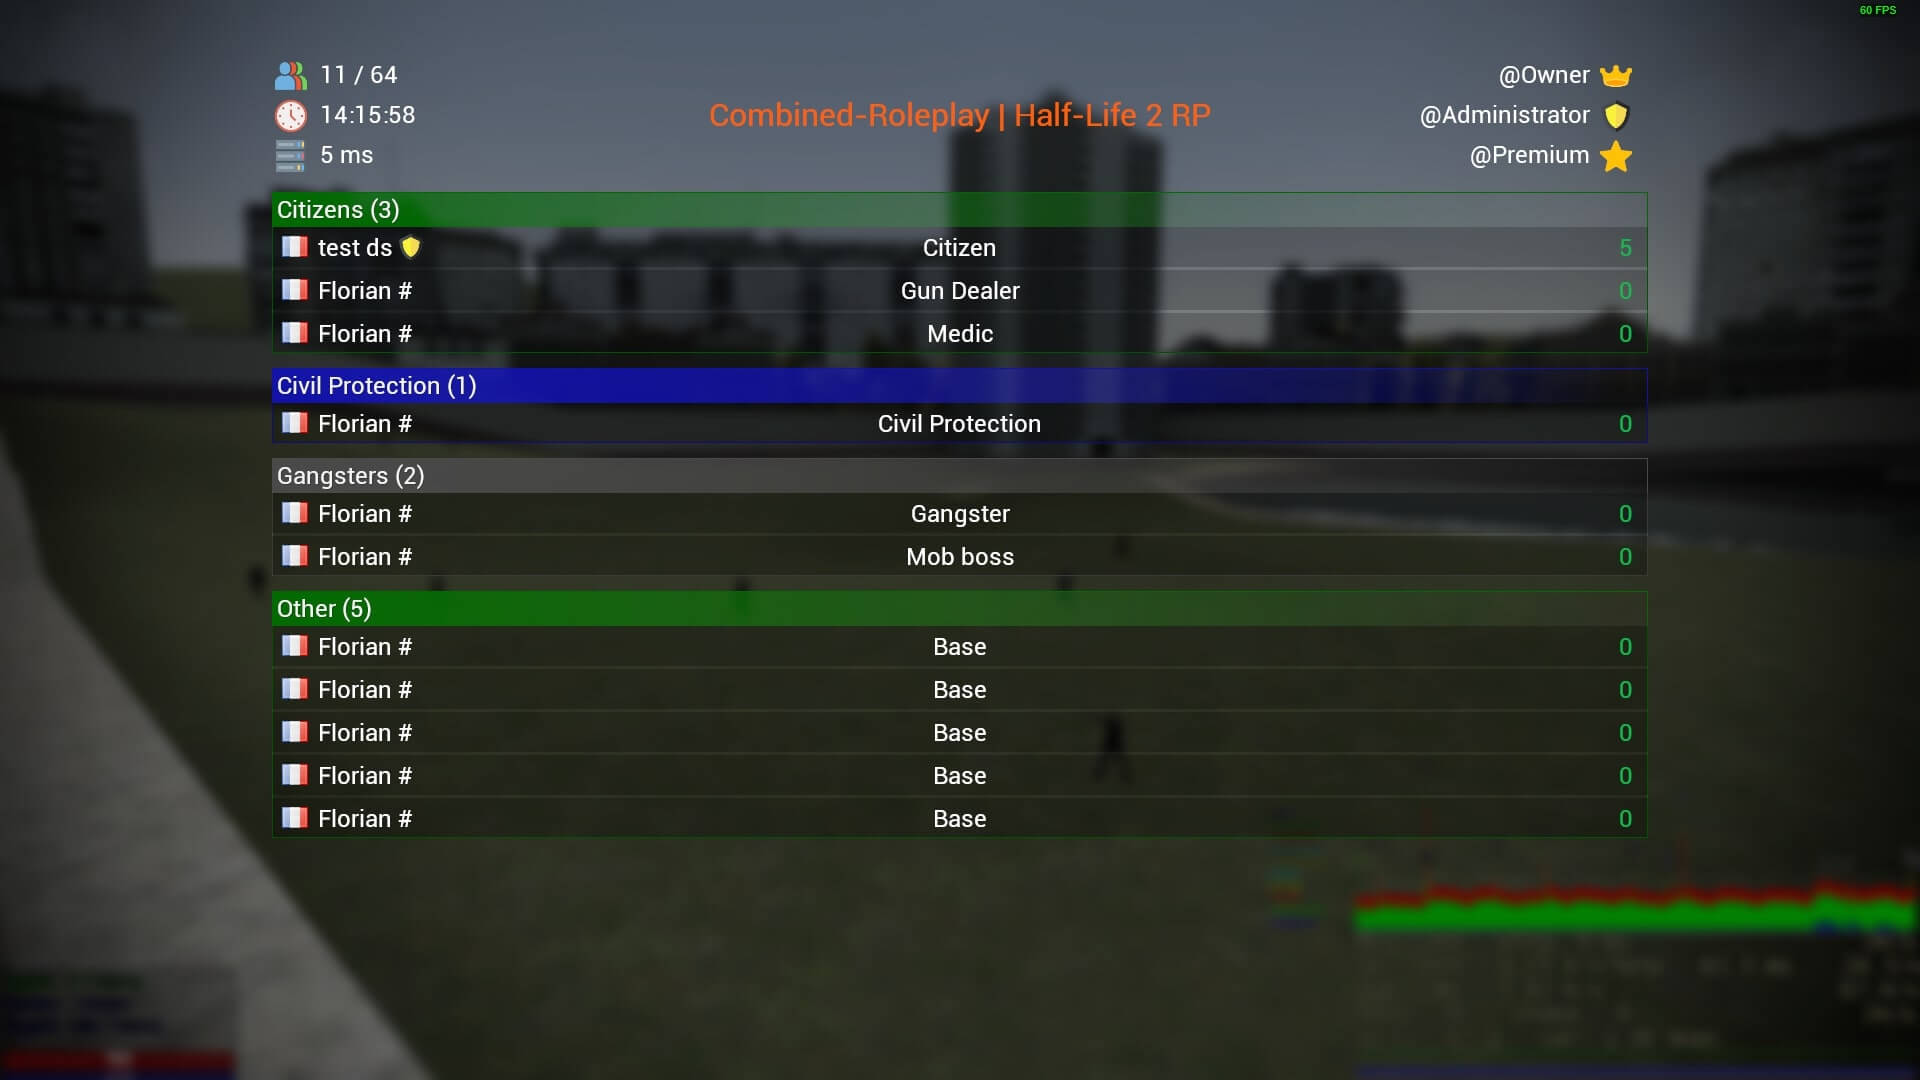 60 FPS
11 / 64
@Owner
14:15:58
Combined-Roleplay | Half-Life 2 RP
@Administrator
5 ms
@Premium
Citizens (3)
test ds Citizen 5
Florian # Gun Dealer 0
Florian # Medic 0
Civil Protection (1)
Florian # Civil Protection 0
Gangsters (2)
Florian # Gangster 0
Florian # Mob boss 0
Other (5)
Florian # Base 0
Florian # Base 0
Florian # Base 0
Florian # Base 0
Florian # Base 0